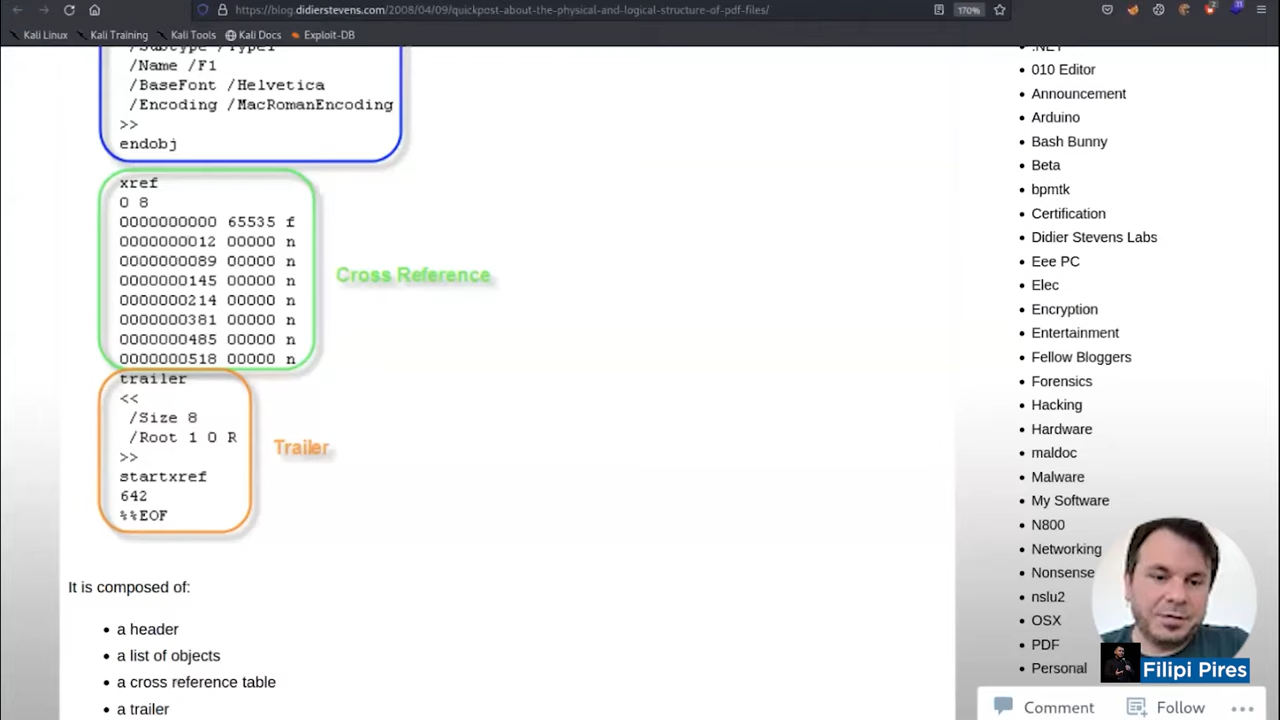 https://blog.didierstevens.com/2008/04/09/quickpost-about-the-physical-and-logical-structure-of-pdf-files/
170%
Kali Linux
Kali Training
Kali Tools
Kali Docs
Exploit-DB
/Subtype /Type1
/Name /F1
/BaseFont /Helvetica
/Encoding /MacRomanEncoding
>>
endobj
xref
0 8
0000000000 65535 f
0000000012 00000 n
0000000089 00000 n
0000000145 00000 n
0000000214 00000 n
0000000381 00000 n
0000000485 00000 n
0000000518 00000 n
Cross Reference
trailer
<<
/Size 8
/Root 1 0 R
>>
startxref
642
%%EOF
Trailer
It is composed of:
• a header
• a list of objects
• a cross reference table
• a trailer
• .NET
• 010 Editor
• Announcement
• Arduino
• Bash Bunny
• Beta
• bpmtk
• Certification
• Didier Stevens Labs
• Eee PC
• Elec
• Encryption
• Entertainment
• Fellow Bloggers
• Forensics
• Hacking
• Hardware
• maldoc
• Malware
• My Software
• N800
• Networking
• Nonsense
• nslu2
• OSX
• PDF
• Personal
Filipi Pires
Comment
Follow